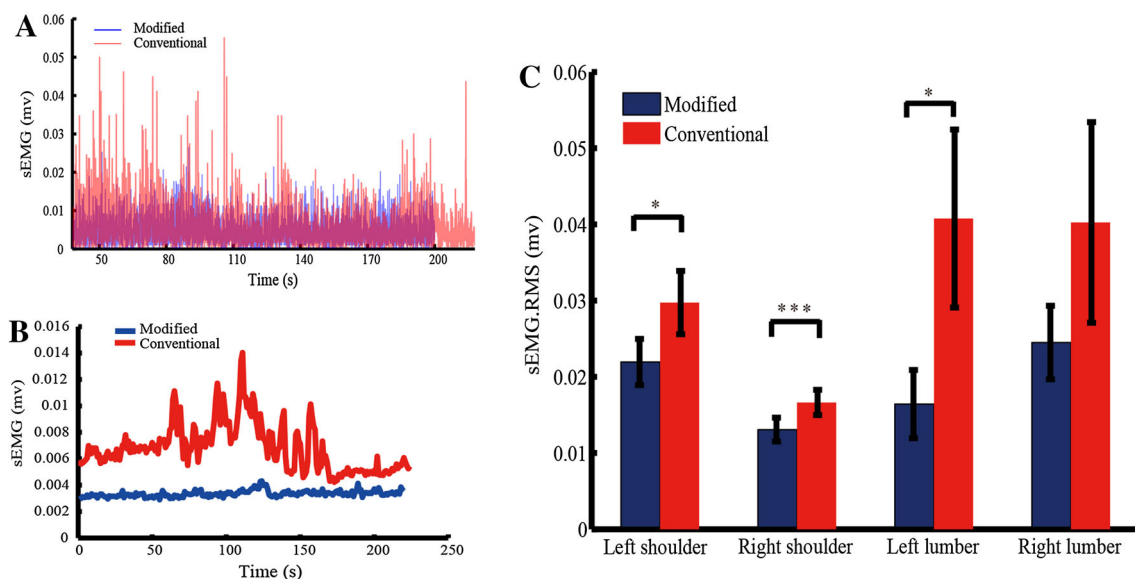 A
0.06
0.05
0.04
0.03
0.02
0.01
0
sEMG (mv)
Modified
Conventional
50
80
110
140
170
200
Time (s)
B
0.016
0.014
0.012
0.01
0.008
0.006
0.004
0.002
0
sEMG (mv)
Modified
Conventional
0
50
100
150
200
250
Time (s)
C
0.06
0.05
0.04
0.03
0.02
0.01
0
sEMG.RMS (mv)
Modified
Conventional
*
***
*
Left shoulder
Right shoulder
Left lumber
Right lumber